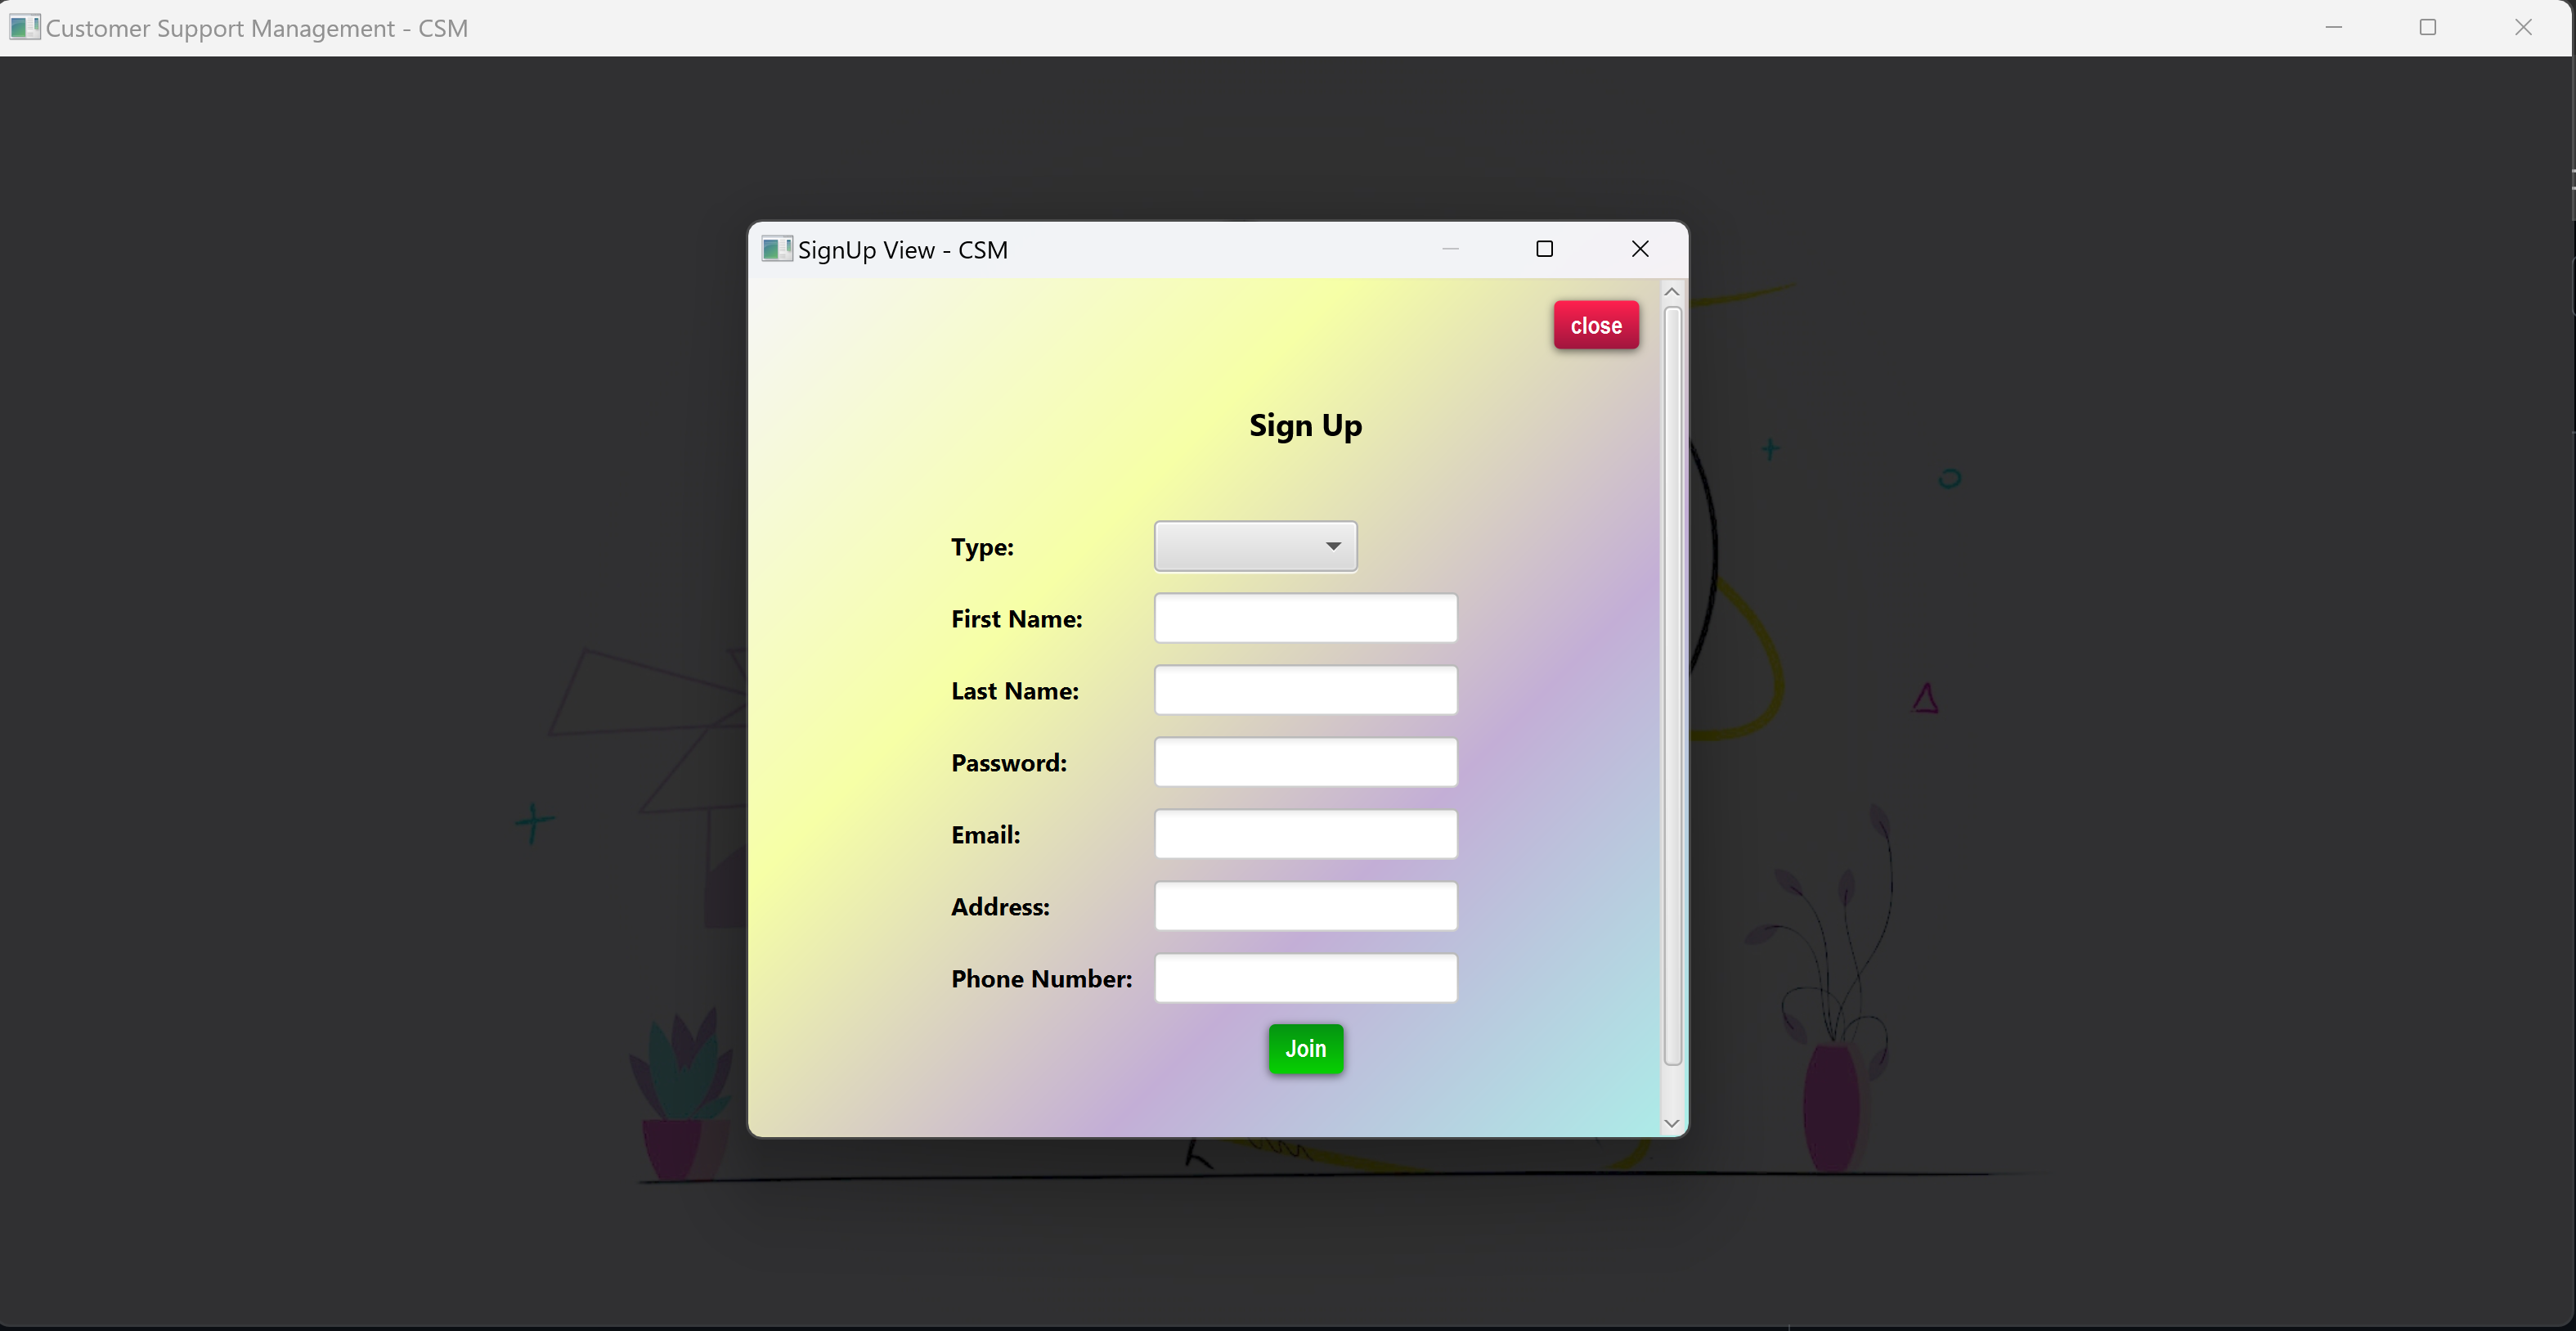 Customer Support Management - CSM
SignUp View - CSM
close
Sign Up
Type:
First Name:
Last Name:
Password:
Email:
Address:
Phone Number:
Join